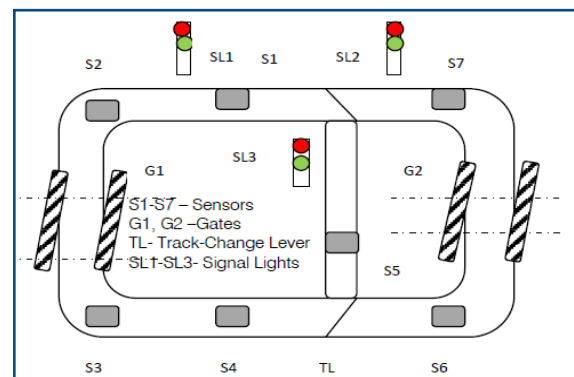 SL1 S1 SL2
S2 S7
G1 SL3 G2
S1-S7 – Sensors
G1, G2 –Gates
TL- Track-Change Lever
SL1-SL3- Signal Lights
S5
S3 S4 TL S6